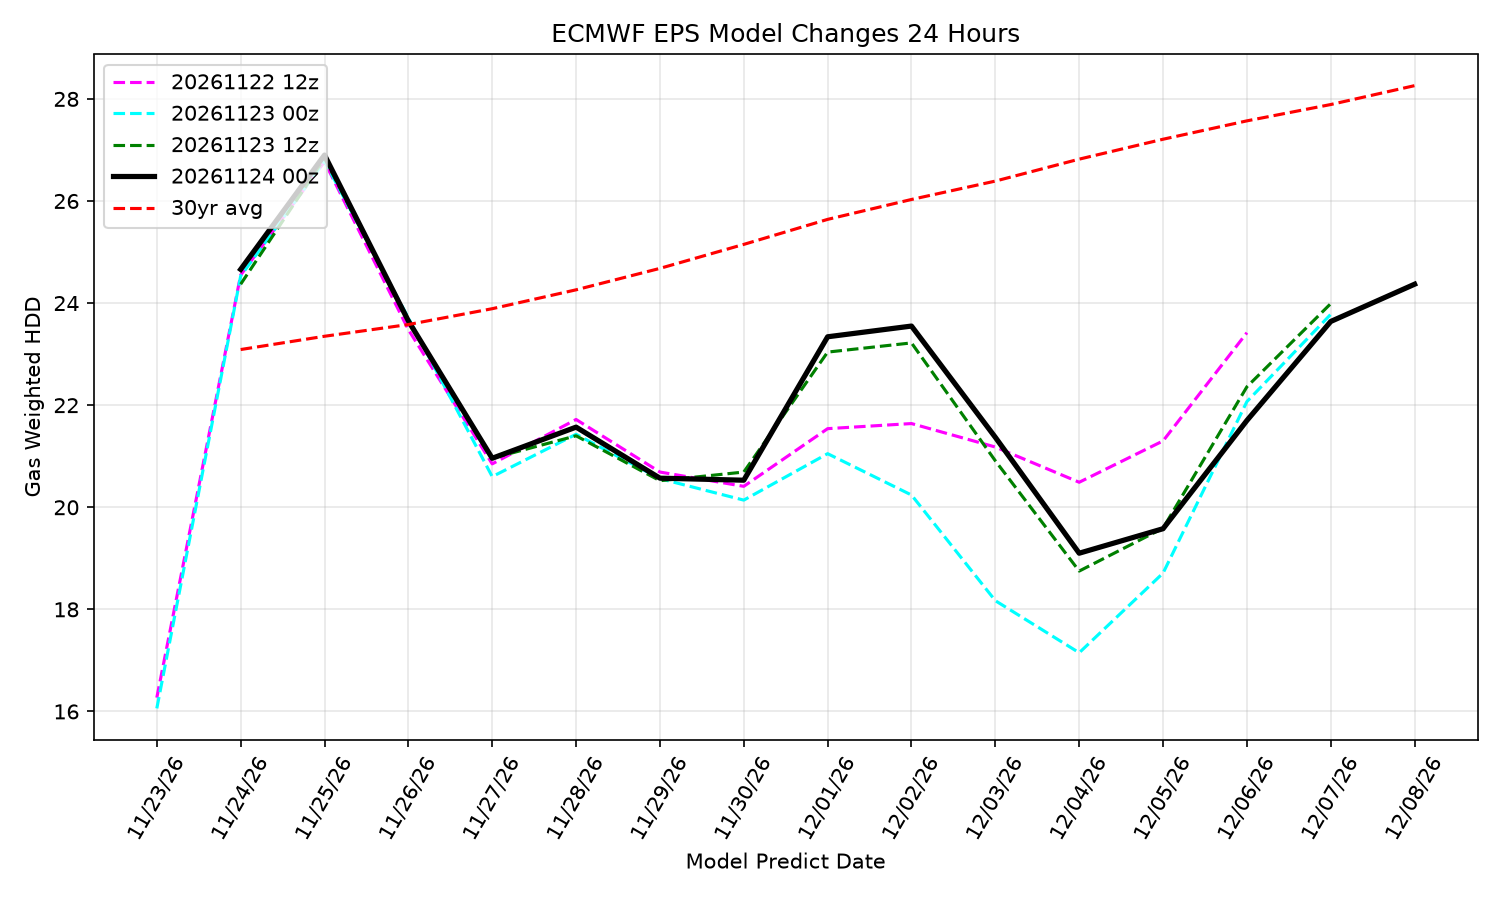 ECMWF EPS Model Changes 24 Hours
20261122 12z
20261123 00z
20261123 12z
20261124 00z
30yr avg
28
26
24
22
20
18
16
Gas Weighted HDD
11/23/26
11/24/26
11/25/26
11/26/26
11/27/26
11/28/26
11/29/26
11/30/26
12/01/26
12/02/26
12/03/26
12/04/26
12/05/26
12/06/26
12/07/26
12/08/26
Model Predict Date